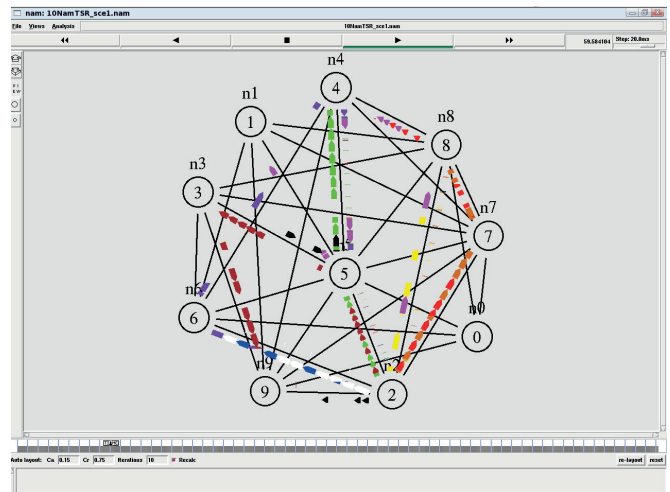 nam: 10NamTSR_sce1.nam
File Views Analysis 10NamTSR_sce1.nam
59.584104 Step: 20.0ms
n4
4
n1
1
n8
8
n3
3
n7
7
5
n6
6
n0
0
n9
9
n2
2
Auto layout: Ca 0.15 Cr 0.75 Iterations 10 Recalc re-layout reset